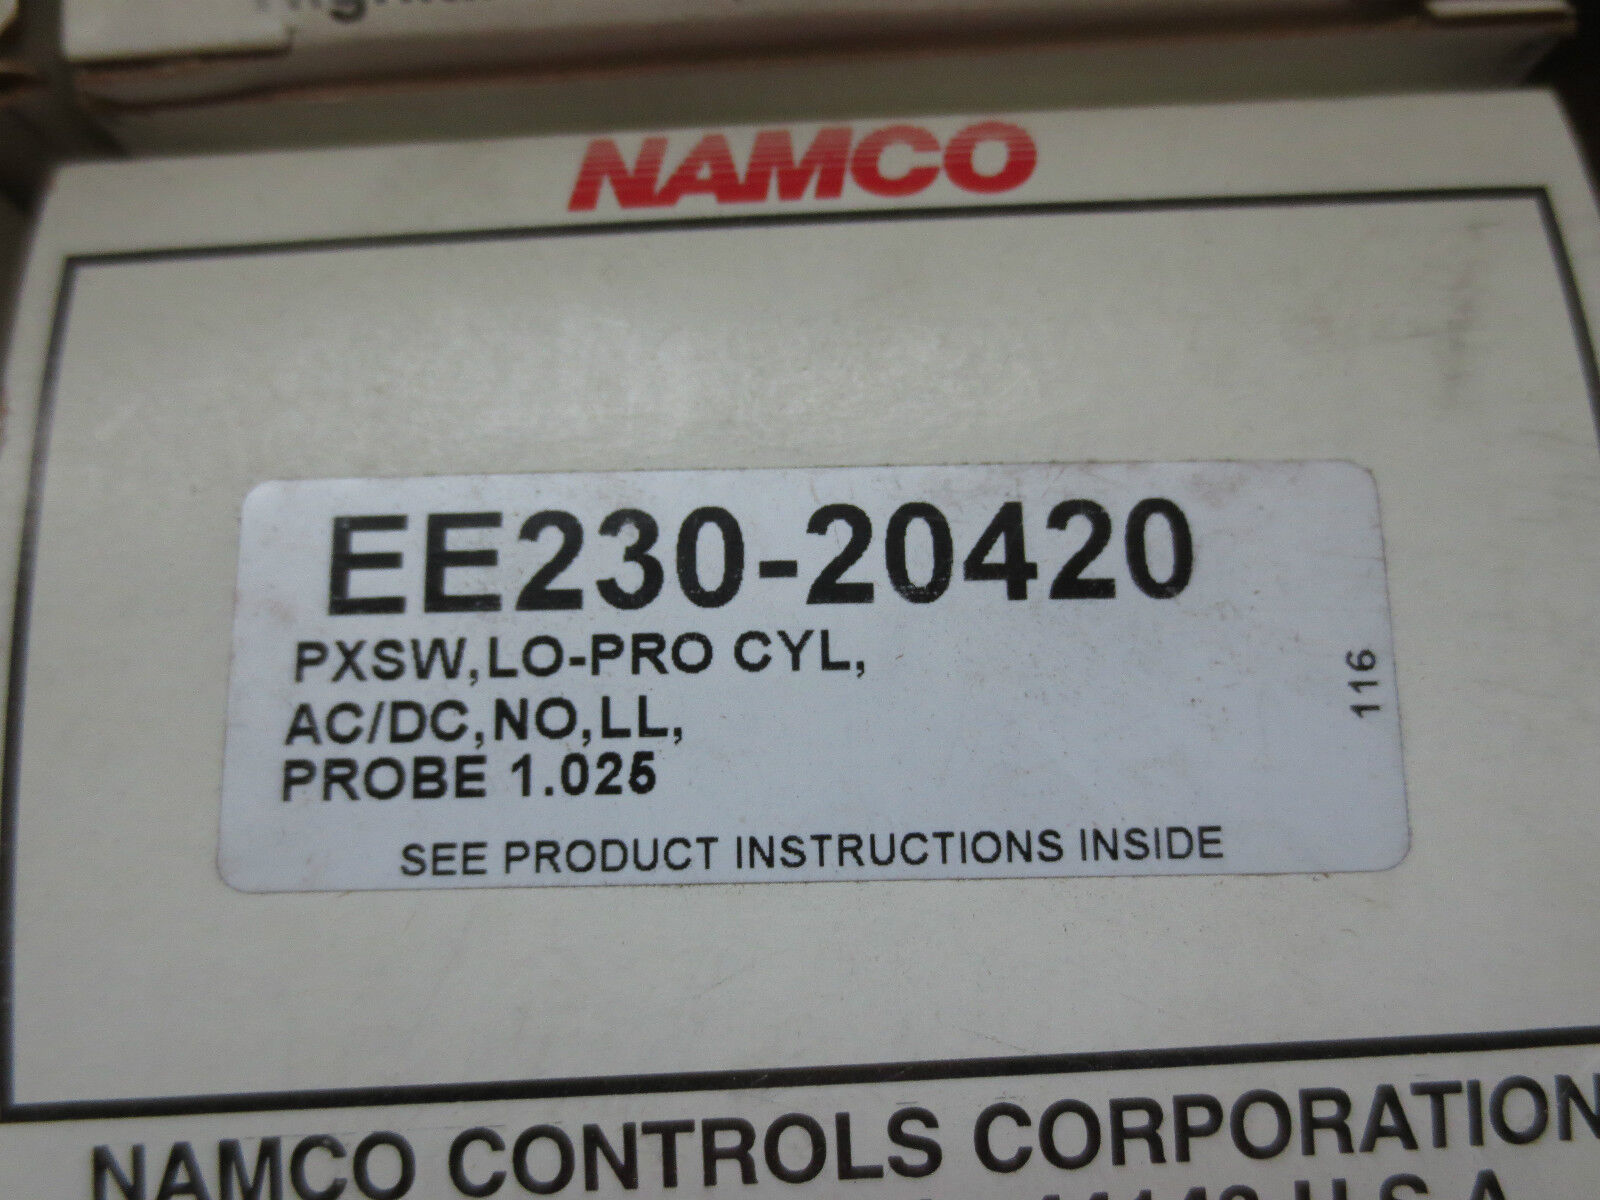 NAMCO
EE230-20420
PXSW,LO-PRO CYL,
AC/DC,NO,LL,
PROBE 1.025
116
SEE PRODUCT INSTRUCTIONS INSIDE
NAMCO CONTROLS CORPORATION
U.S.A.